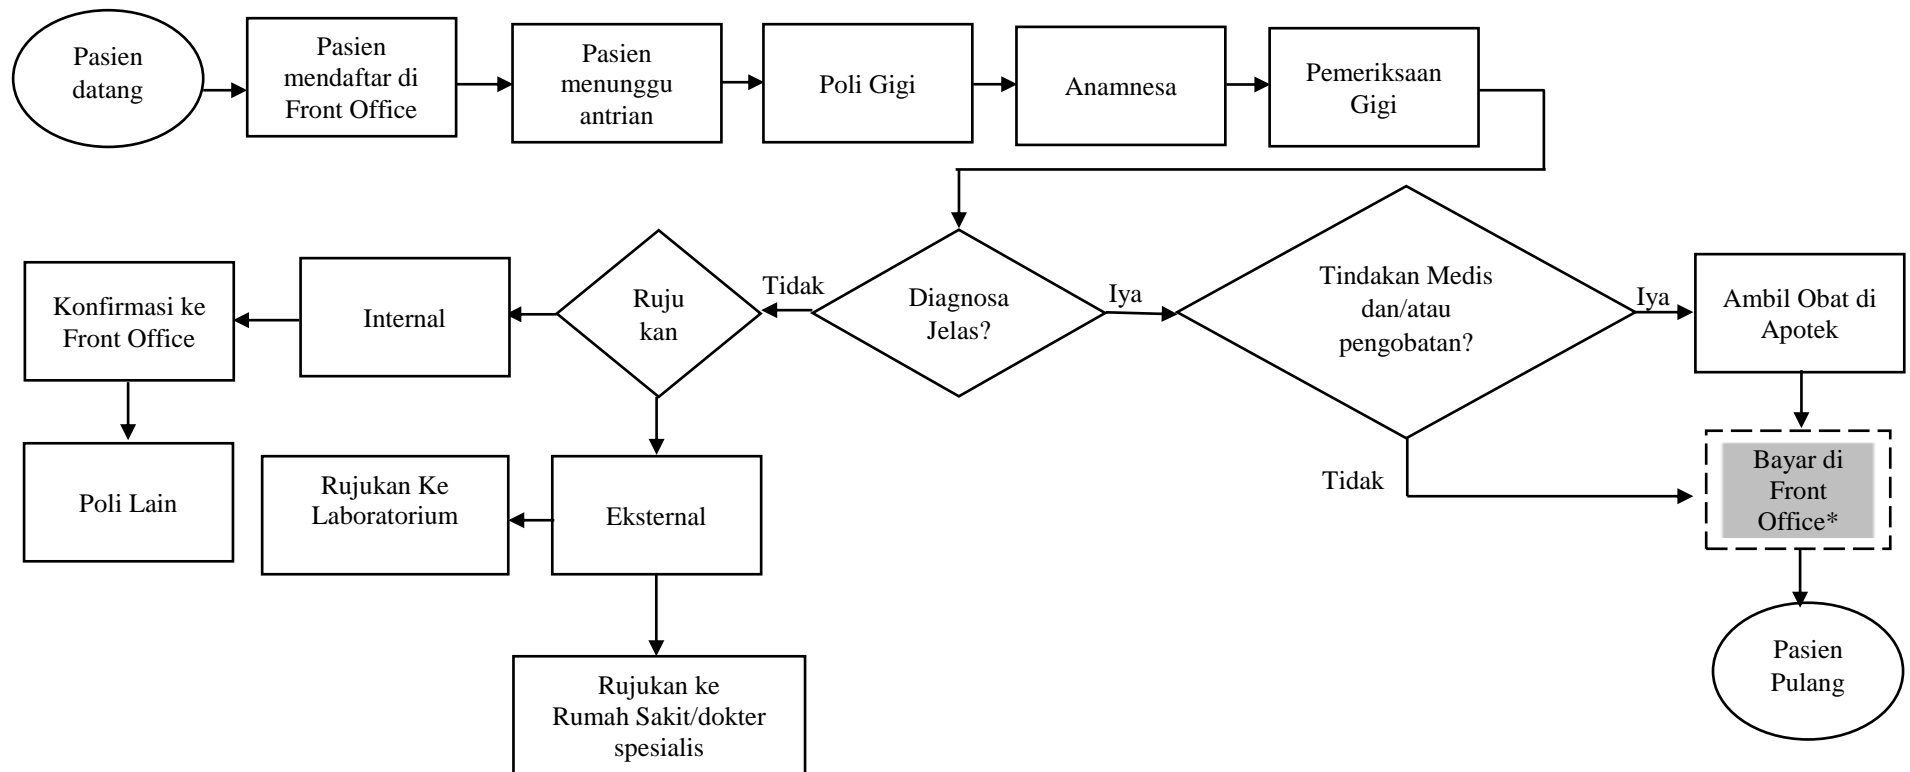 Pasien
datang
Pasien
mendaftar di
Front Office
Pasien
menunggu
antrian
Poli Gigi
Anamnesa
Pemeriksaan
Gigi
Konfirmasi ke
Front Office
Internal
Ruju
kan
Tidak
Diagnosa
Jelas?
Iya
Tindakan Medis
dan/atau
pengobatan?
Iya
Ambil Obat di
Apotek
Poli Lain
Rujukan Ke
Laboratorium
Eksternal
Tidak
Bayar di
Front
Office*
Rujukan ke
Rumah Sakit/dokter
spesialis
Pasien
Pulang